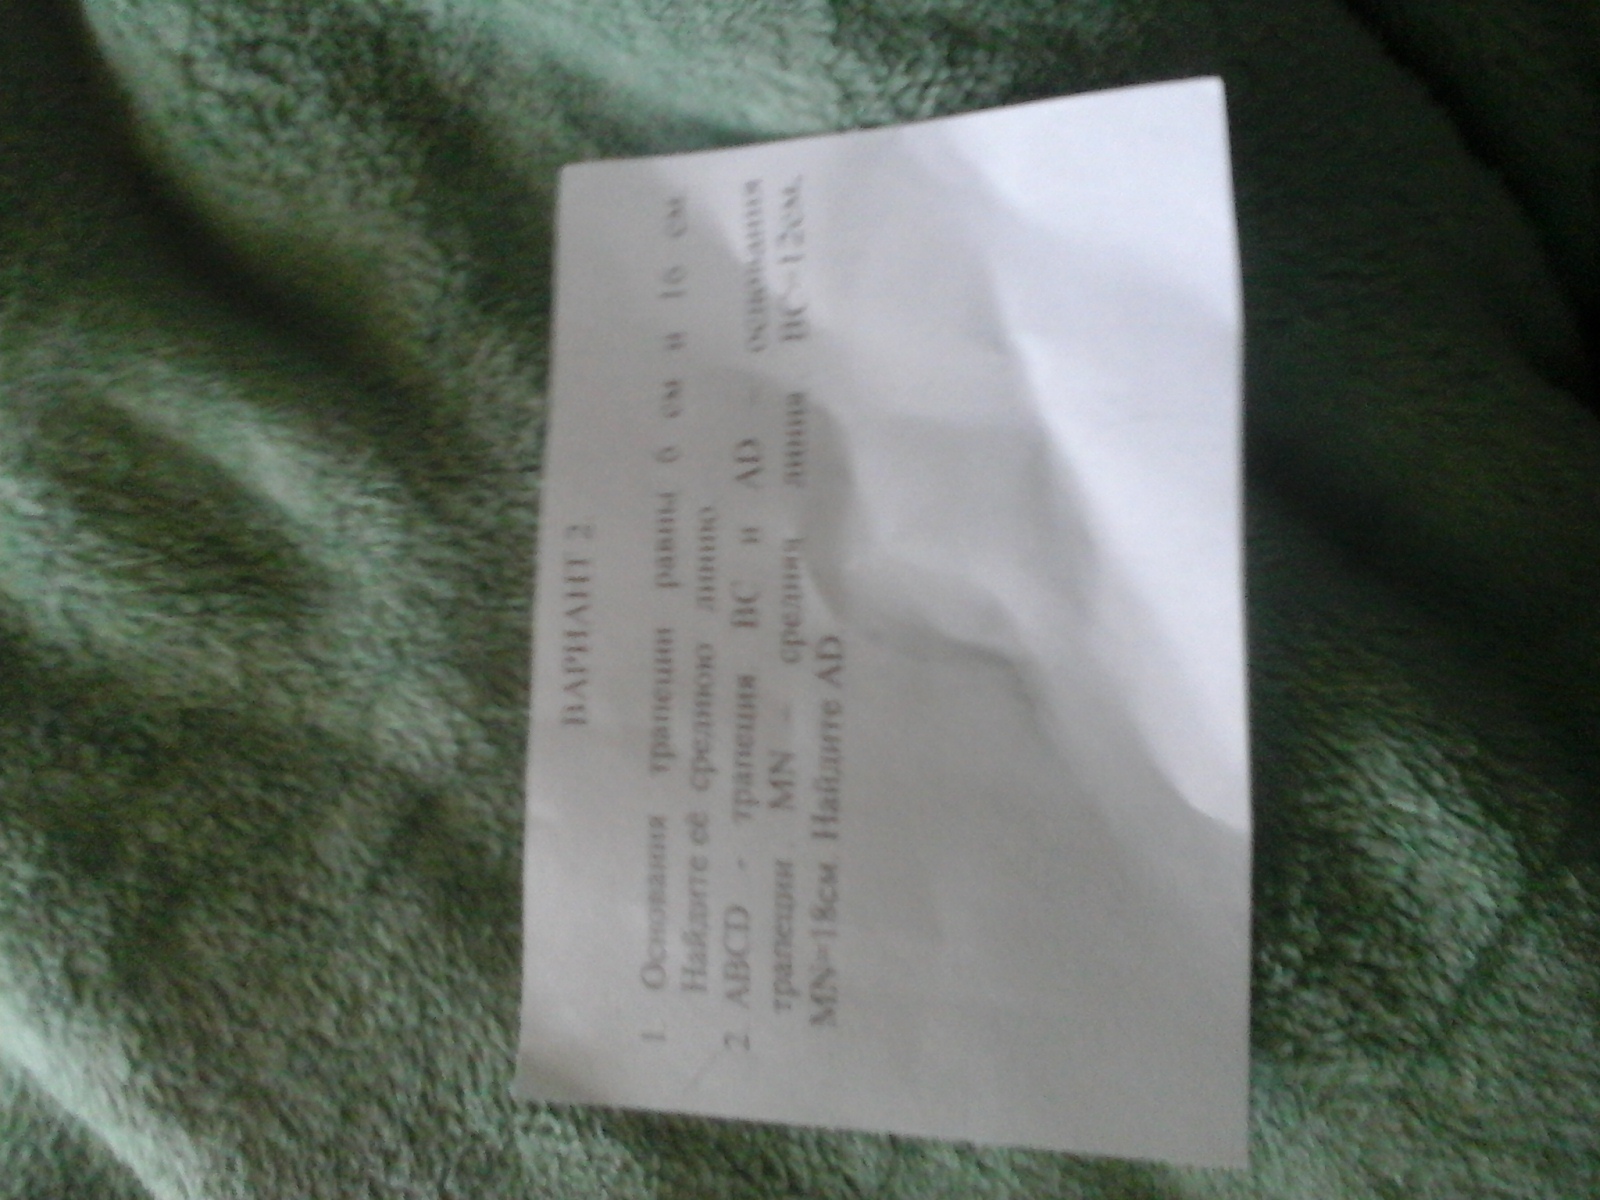 ВАРИАНТ 2
1. Основания трапеции равны 6 см и 16 см.
Найдите её среднюю линию
2. ABCD - трапеция BC и AD – основания
трапеции. MN – средняя линия. BC=12см,
MN=18см. Найдите AD